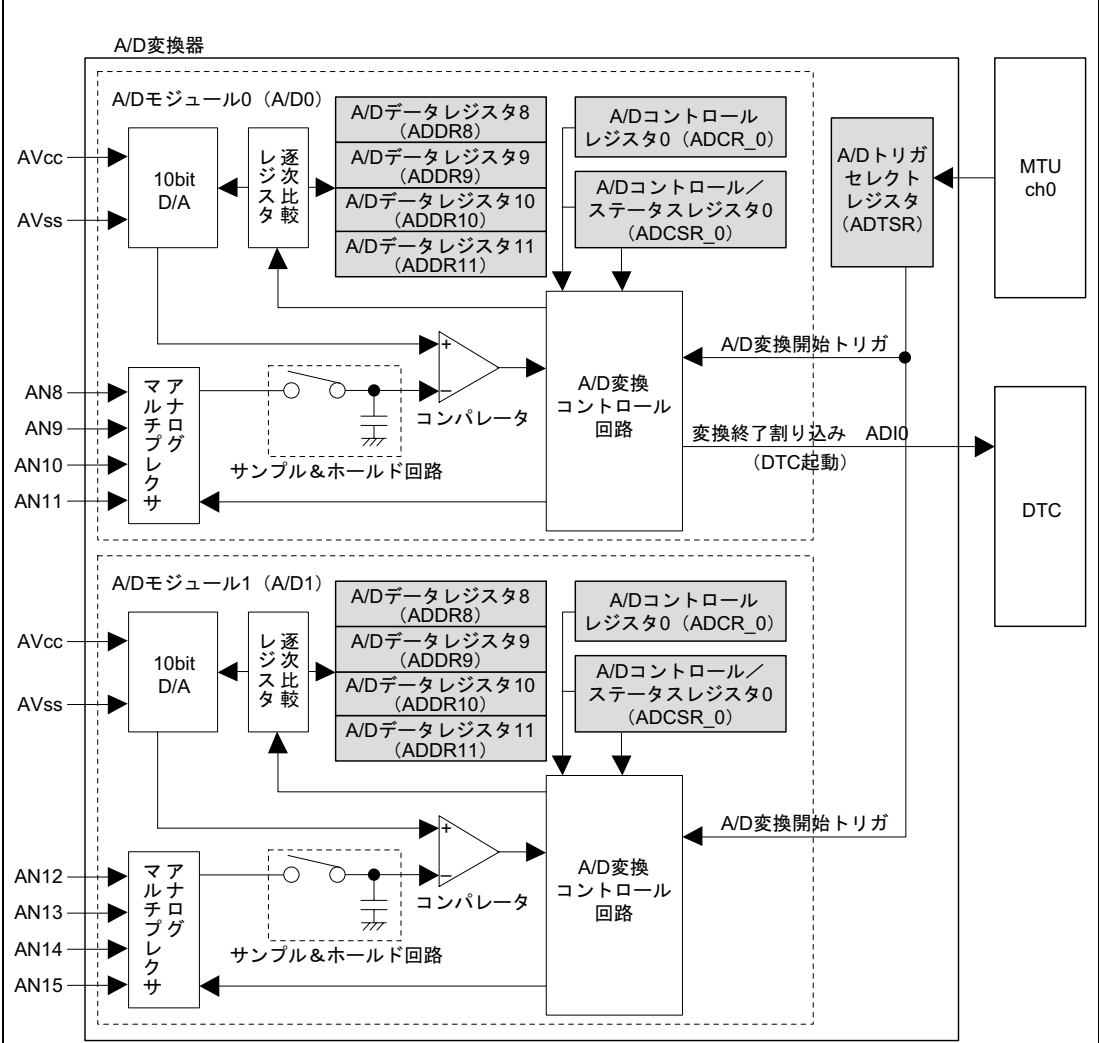 A/D変換器
A/Dモジュール0（A/D0）
AVcc
AVss
10bit
D/A
逐次比較
レジスタ
A/Dデータレジスタ8
（ADDR8）
A/Dデータレジスタ9
（ADDR9）
A/Dデータレジスタ10
（ADDR10）
A/Dデータレジスタ11
（ADDR11）
A/Dコントロール
レジスタ0（ADCR_0）
A/Dコントロール／
ステータスレジスタ0
（ADCSR_0）
A/Dトリガ
セレクト
レジスタ
（ADTSR）
MTU
ch0
A/D変換開始トリガ
AN8
AN9
AN10
AN11
アナログ
マルチプレクサ
サンプル＆ホールド回路
+
−
コンパレータ
A/D変換
コントロール
回路
変換終了割り込み　ADI0
（DTC起動）
DTC
A/Dモジュール1（A/D1）
AVcc
AVss
10bit
D/A
逐次比較
レジスタ
A/Dデータレジスタ8
（ADDR8）
A/Dデータレジスタ9
（ADDR9）
A/Dデータレジスタ10
（ADDR10）
A/Dデータレジスタ11
（ADDR11）
A/Dコントロール
レジスタ0（ADCR_0）
A/Dコントロール／
ステータスレジスタ0
（ADCSR_0）
A/D変換開始トリガ
AN12
AN13
AN14
AN15
アナログ
マルチプレクサ
サンプル＆ホールド回路
+
−
コンパレータ
A/D変換
コントロール
回路